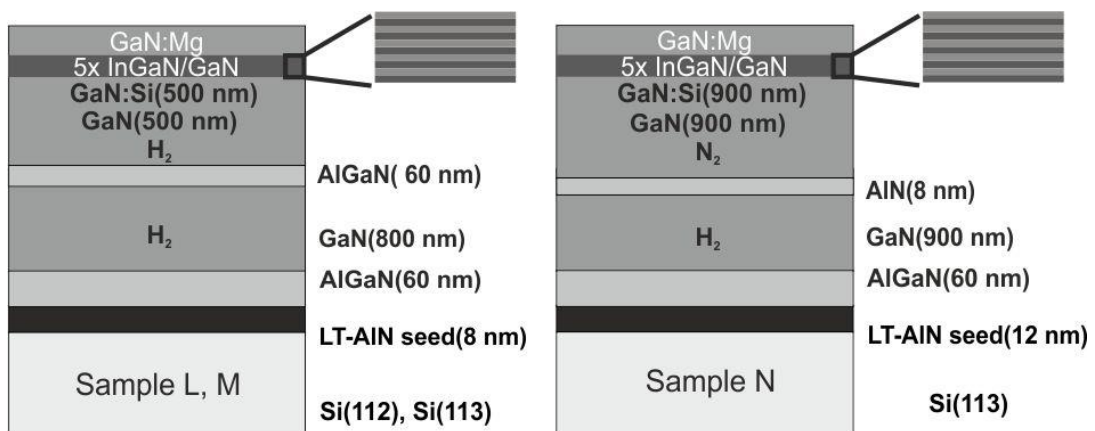 GaN:Mg
5x InGaN/GaN
GaN:Si(500 nm)
GaN(500 nm)
H₂
AlGaN( 60 nm)
H₂
GaN(800 nm)
AlGaN(60 nm)
LT-AlN seed(8 nm)
Sample L, M
Si(112), Si(113)
GaN:Mg
5x InGaN/GaN
GaN:Si(900 nm)
GaN(900 nm)
N₂
AlN(8 nm)
H₂
GaN(900 nm)
AlGaN(60 nm)
LT-AlN seed(12 nm)
Sample N
Si(113)